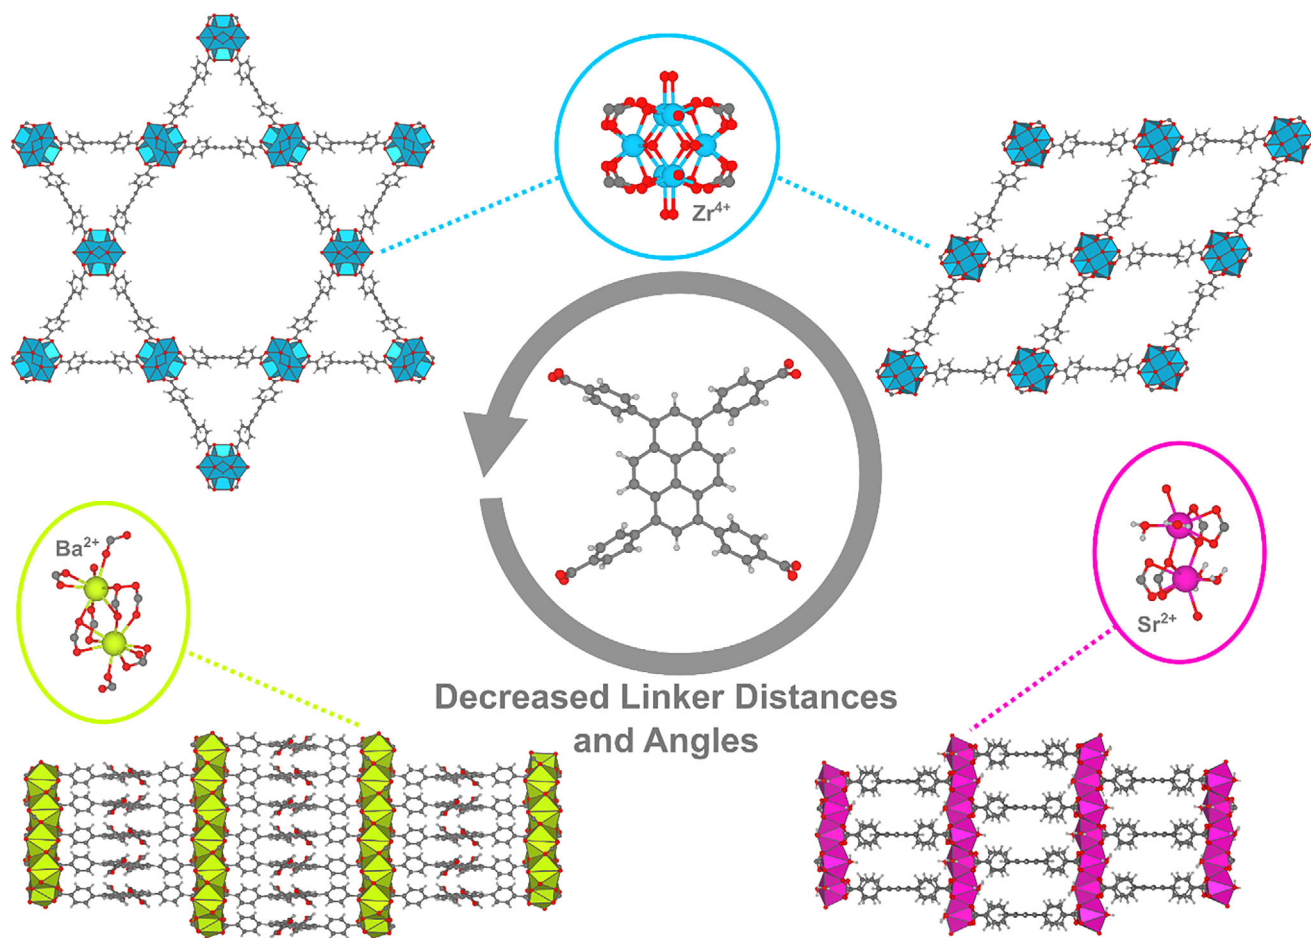 Zr⁴⁺
Ba²⁺
Sr²⁺
Decreased Linker Distances
and Angles